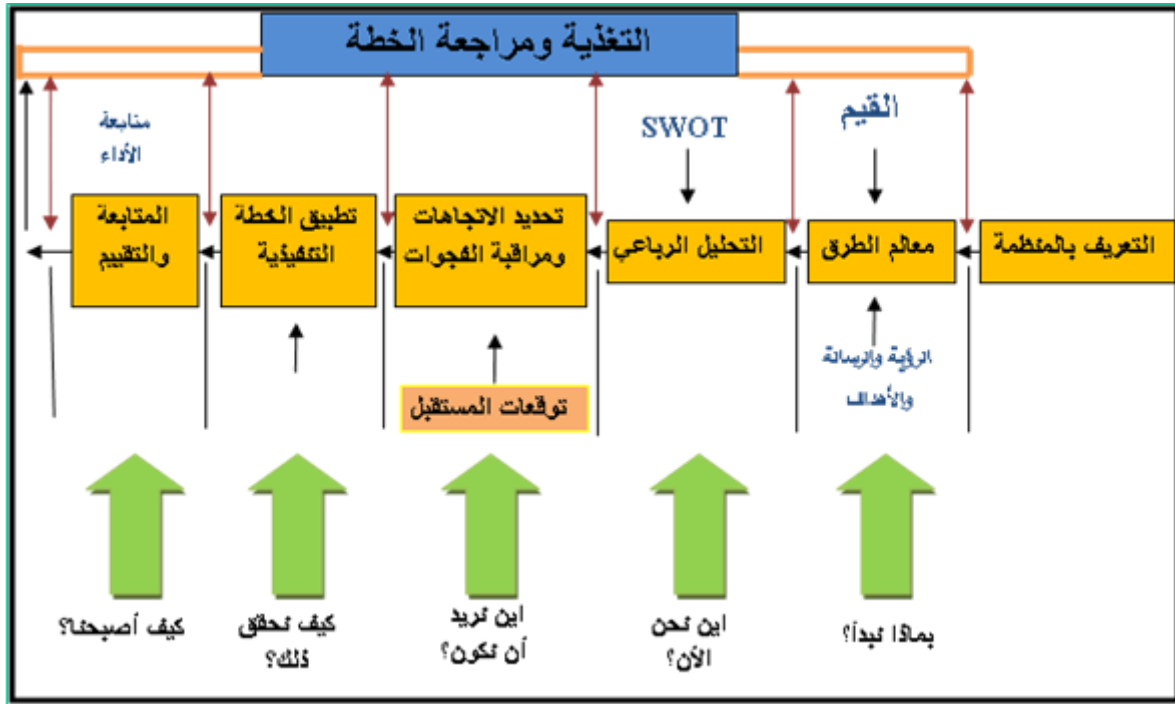 التغذية ومراجعة الخطة
القيم
SWOT
متابعة
الأداء
التعريف بالمنظمة
معالم الطرق
التحليل الرباعي
تحديد الاتجاهات
ومراقبة الفجوات
تطبيق الخطة
التنفيذية
المتابعة
والتقييم
الرؤية والرسالة
والأهداف
توقعات المستقبل
بماذا نبدأ؟
اين نحن
الأن؟
اين نريد
أن نكون؟
كيف نحقق
ذلك؟
كيف أصبحنا؟